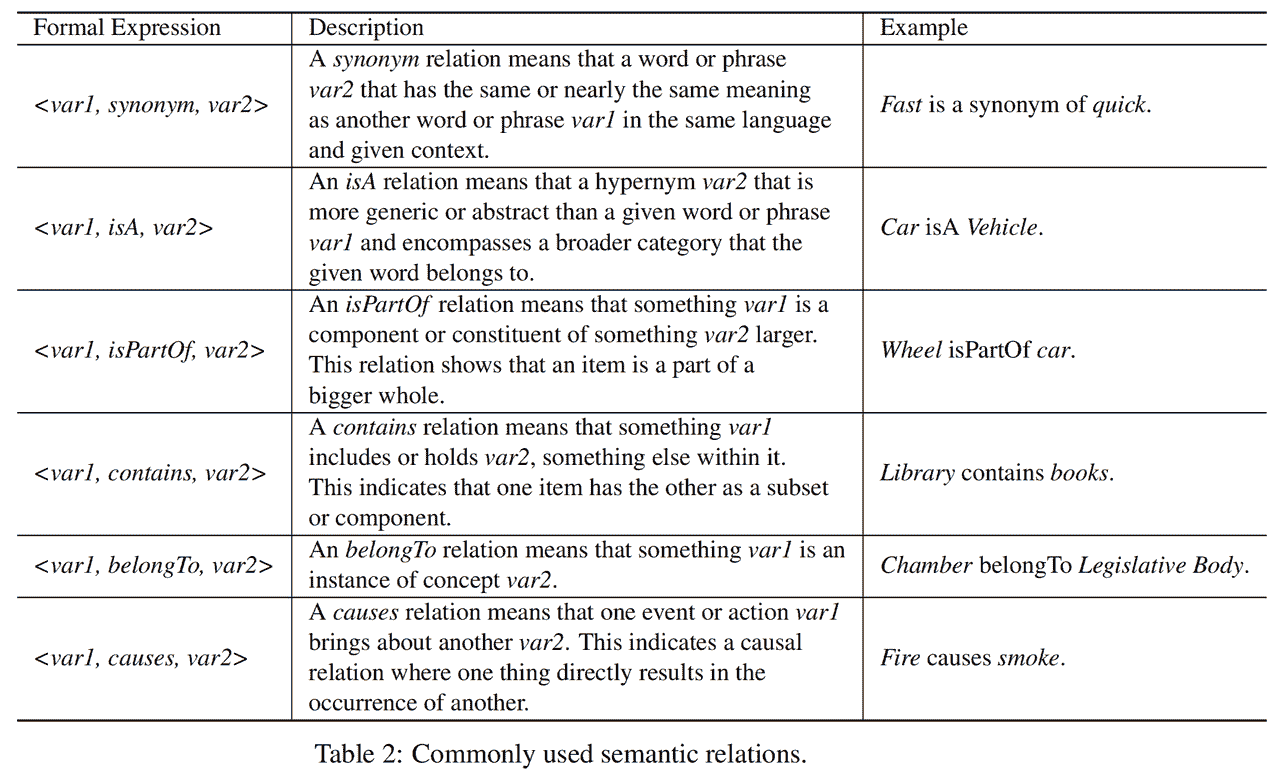 Formal Expression Description Example
A synonym relation means that a word or phrase
var2 that has the same or nearly the same meaning
as another word or phrase var1 in the same language
and given context.
<var1, synonym, var2>
Fast is a synonym of quick.
An isA relation means that a hypernym var2 that is
more generic or abstract than a given word or phrase
var1 and encompasses a broader category that the
given word belongs to.
<var1, isA, var2>
Car isA Vehicle.
An isPartOf relation means that something var1 is a
component or constituent of something var2 larger.
This relation shows that an item is a part of a
bigger whole.
<var1, isPartOf, var2>
Wheel isPartOf car.
A contains relation means that something var1
includes or holds var2, something else within it.
This indicates that one item has the other as a subset
or component.
<var1, contains, var2>
Library contains books.
An belongTo relation means that something var1 is an
instance of concept var2.
<var1, belongTo, var2>
Chamber belongTo Legislative Body.
A causes relation means that one event or action var1
brings about another var2. This indicates a causal
relation where one thing directly results in the
occurrence of another.
<var1, causes, var2>
Fire causes smoke.
Table 2: Commonly used semantic relations.